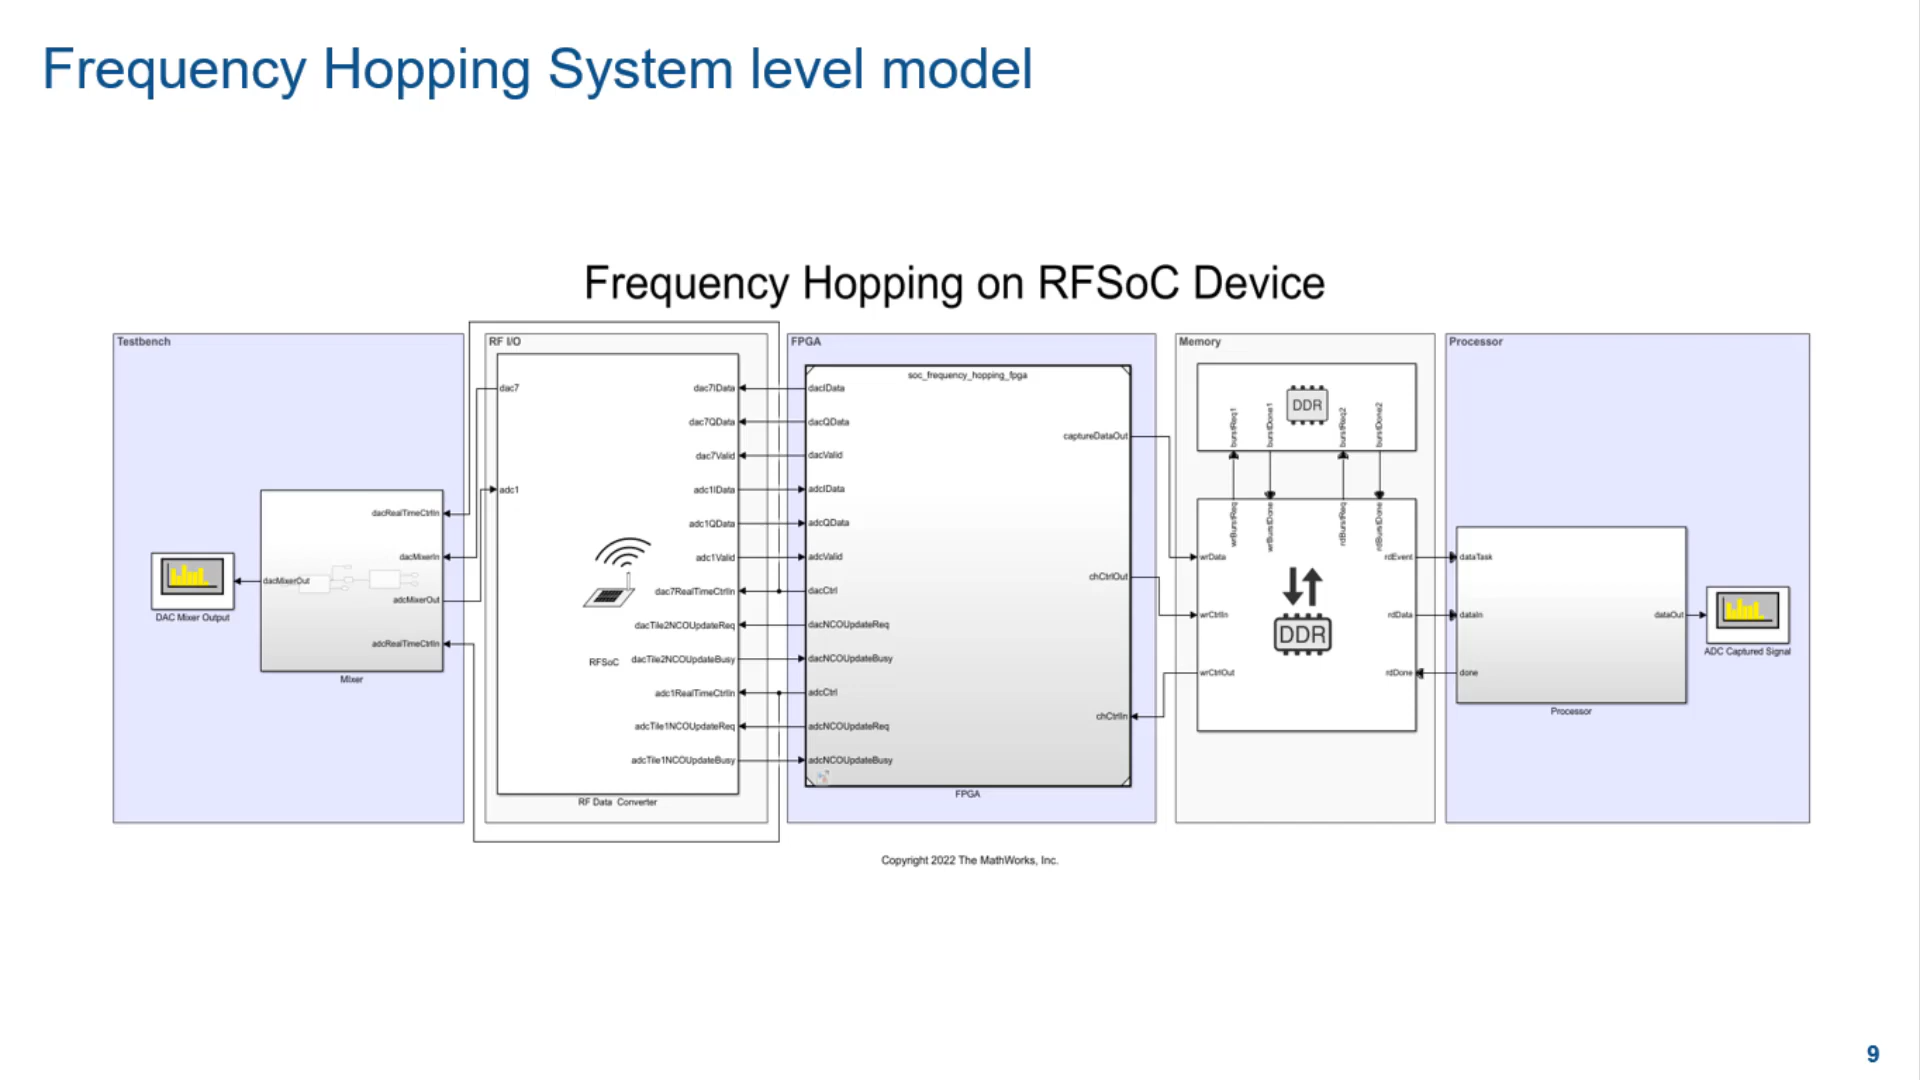 Frequency Hopping System level model
Frequency Hopping on RFSoC Device
Testbench
dacRealTimeCtrlIn
dacMixerIn
dacMixerOut
adcMixerOut
adcRealTimeCtrlIn
DAC Mixer Output
Mixer
RF I/O
dac7
adc1
dac7IData
dac7QData
dac7Valid
adc1IData
adc1QData
adc1Valid
dac7RealTimeCtrlIn
dacTile2NCOUpdateReq
RFSoC
dacTile2NCOUpdateBusy
adc1RealTimeCtrlIn
adcTile1NCOUpdateReq
adcTile1NCOUpdateBusy
RF Data Converter
FPGA
soc_frequency_hopping_fpga
dacIData
dacQData
dacValid
adcIData
adcQData
adcValid
dacCtrl
dacNCOUpdateReq
dacNCOUpdateBusy
adcCtrl
adcNCOUpdateReq
adcNCOUpdateBusy
captureDataOut
chCtrlOut
chCtrlIn
FPGA
Memory
DDR
burstReq1
burstDone1
burstReq2
burstDone2
wrBurstReq
wrBurstDone
rdBurstReq
rdBurstDone
wrData
wrCtrlIn
wrCtrlOut
DDR
rdEvent
rdData
rdDone
Processor
dataTask
dataIn
done
dataOut
Processor
ADC Captured Signal
Copyright 2022 The MathWorks, Inc.
9